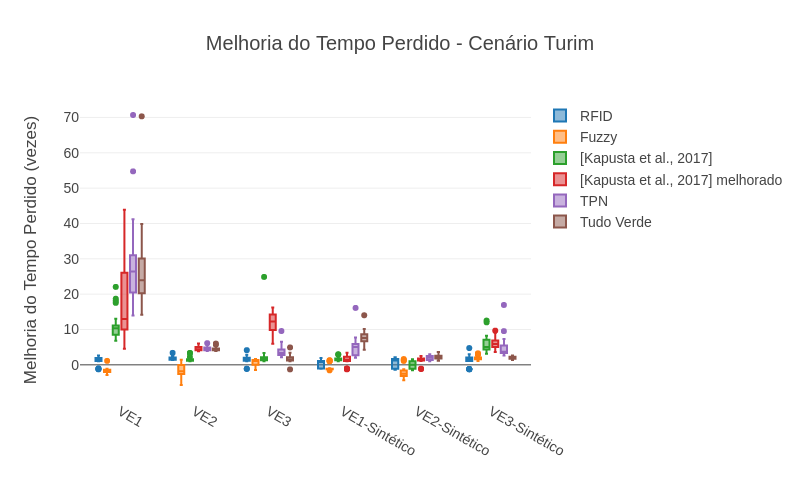 Melhoria do Tempo Perdido - Cenário Turim
Melhoria do Tempo Perdido (vezes)
70
60
50
40
30
20
10
0
VE1
VE2
VE3
VE1-Sintético
VE2-Sintético
VE3-Sintético
RFID
Fuzzy
[Kapusta et al., 2017]
[Kapusta et al., 2017] melhorado
TPN
Tudo Verde